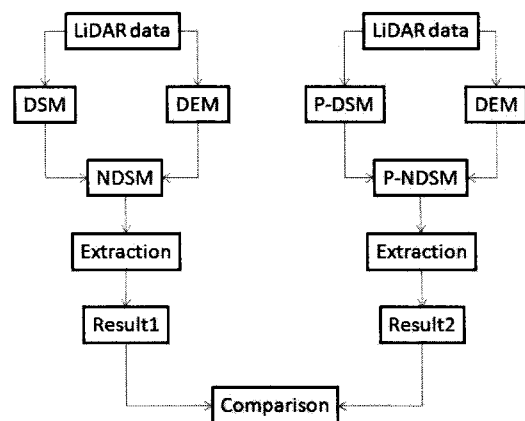 LiDAR data
LiDAR data
DSM
DEM
P-DSM
DEM
NDSM
P-NDSM
Extraction
Extraction
Result1
Result2
Comparison